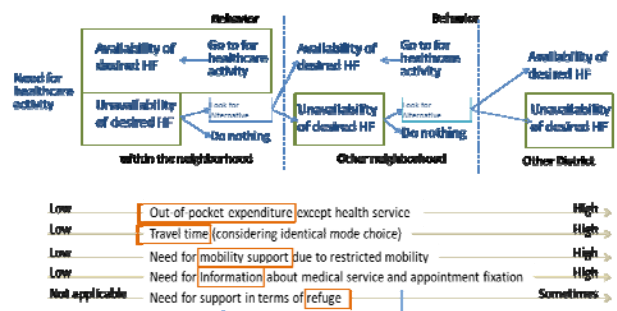 Behavior
Behavior
Availability of desired HF
Go to for healthcare activity
Availability of desired HF
Go to for healthcare activity
Availability of desired HF
Need for healthcare activity
Unavailability of desired HF
Look for Alternative
Do nothing
Unavailability of desired HF
Look for Alternative
Do nothing
Unavailability of desired HF
within the neighborhood
Other neighborhood
Other District
Low Out-of-pocket expenditure except health service High
Low Travel time (considering identical mode choice) High
Low Need for mobility support due to restricted mobility High
Low Need for Information about medical service and appointment fixation High
Not applicable Need for support in terms of refuge Sometimes